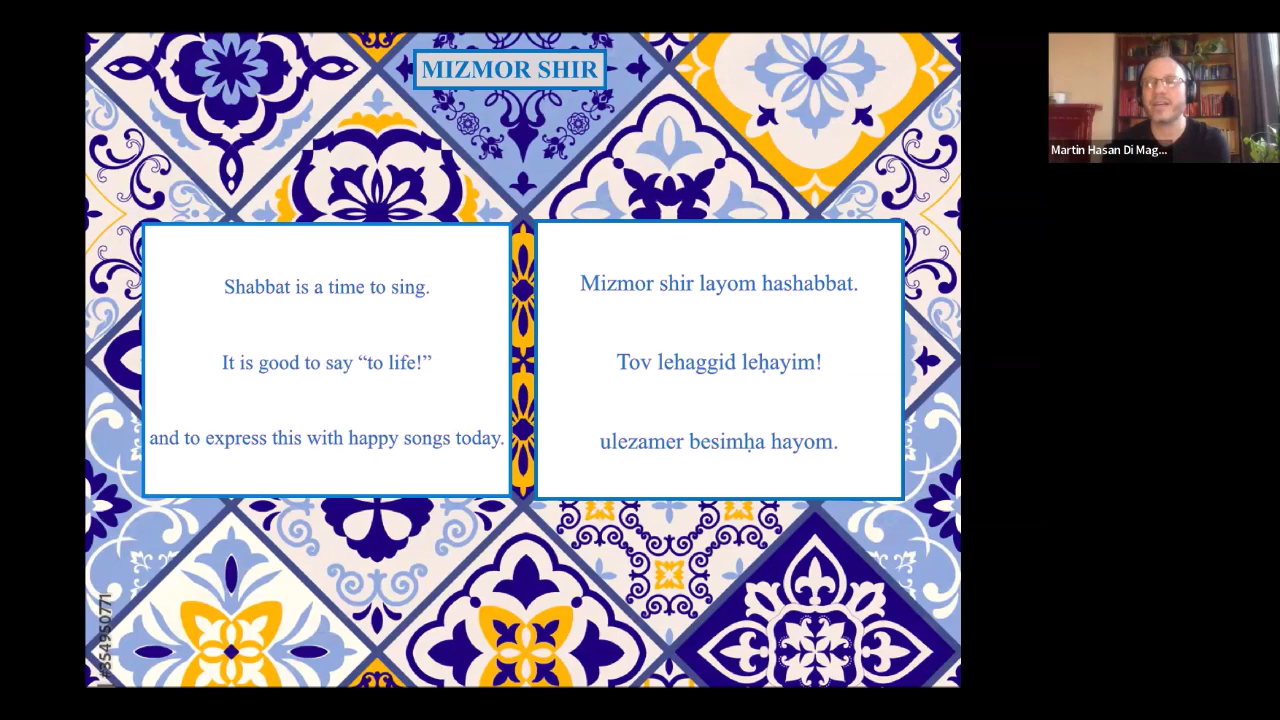 MIZMOR SHIR
Shabbat is a time to sing.
It is good to say “to life!”
and to express this with happy songs today.
Mizmor shir layom hashabbat.
Tov lehaggid leḥayim!
ulezamer besimḥa hayom.
Martin Hasan Di Mag...
#354950771